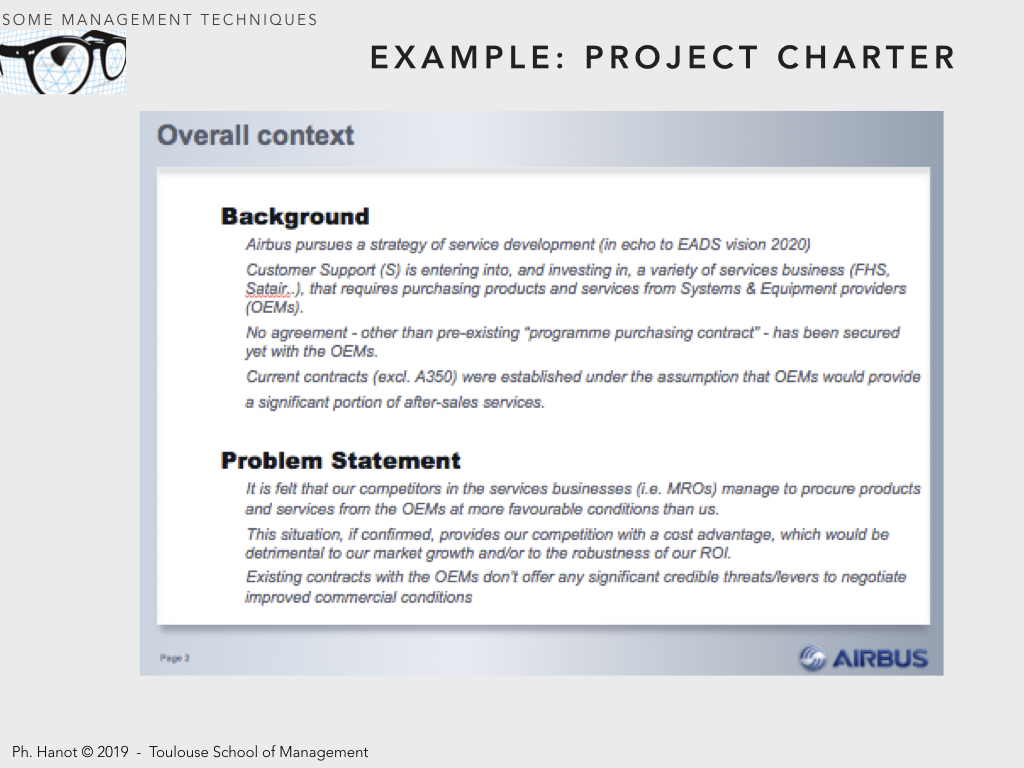 SOME MANAGEMENT TECHNIQUES
EXAMPLE: PROJECT CHARTER
Overall context
Background
Airbus pursues a strategy of service development (in echo to EADS vision 2020)
Customer Support (S) is entering into, and investing in, a variety of services business (FHS,
Satair..), that requires purchasing products and services from Systems & Equipment providers
(OEMs).
No agreement - other than pre-existing “programme purchasing contract” - has been secured
yet with the OEMs.
Current contracts (excl. A350) were established under the assumption that OEMs would provide
a significant portion of after-sales services.
Problem Statement
It is felt that our competitors in the services businesses (i.e. MROs) manage to procure products
and services from the OEMs at more favourable conditions than us.
This situation, if confirmed, provides our competition with a cost advantage, which would be
detrimental to our market growth and/or to the robustness of our ROI.
Existing contracts with the OEMs don't offer any significant credible threats/levers to negotiate
improved commercial conditions
Page 2
AIRBUS
Ph. Hanot © 2019 - Toulouse School of Management